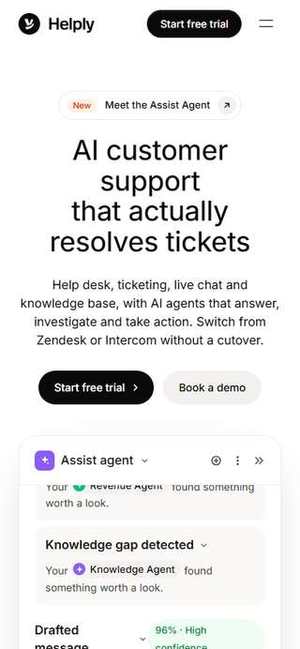 Helply
Start free trial
New Meet the Assist Agent
AI customer
support
that actually
resolves tickets
Help desk, ticketing, live chat and
knowledge base, with AI agents that answer,
investigate and take action. Switch from
Zendesk or Intercom without a cutover.
Start free trial
Book a demo
Assist agent
Your Revenue Agent found something
worth a look.
Knowledge gap detected
Your Knowledge Agent found
something worth a look.
Drafted
message
96% · High
confidence